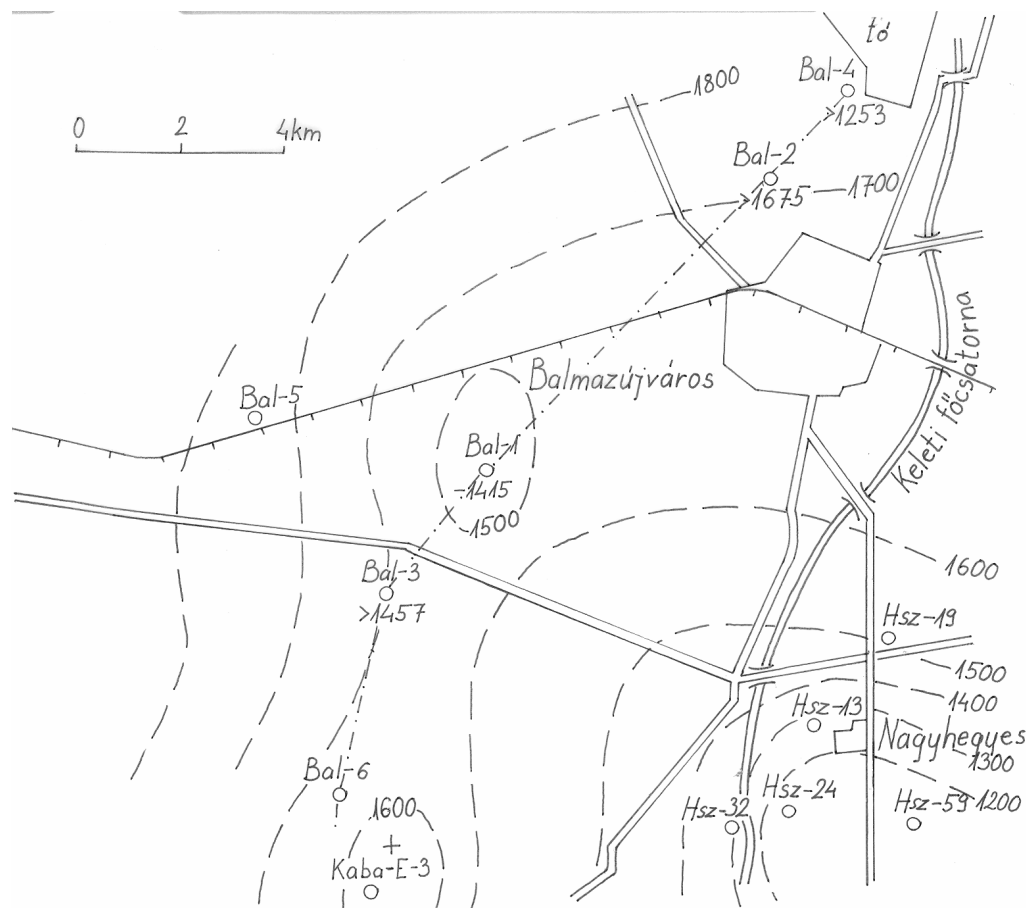 tó
Bal-4
1800
>1253
0 2 4km
Bal-2
1700
>1675
Keleti főcsatorna
Balmazújváros
Bal-5
Bal-1
-1415
1500
1600
Bal-3
>1457
Hsz-19
1500
1400
Hsz-13
Nagyhegyes
1300
Bal-6
1600
Hsz-24
Hsz-32
Hsz-59
1200
Kaba-E-3